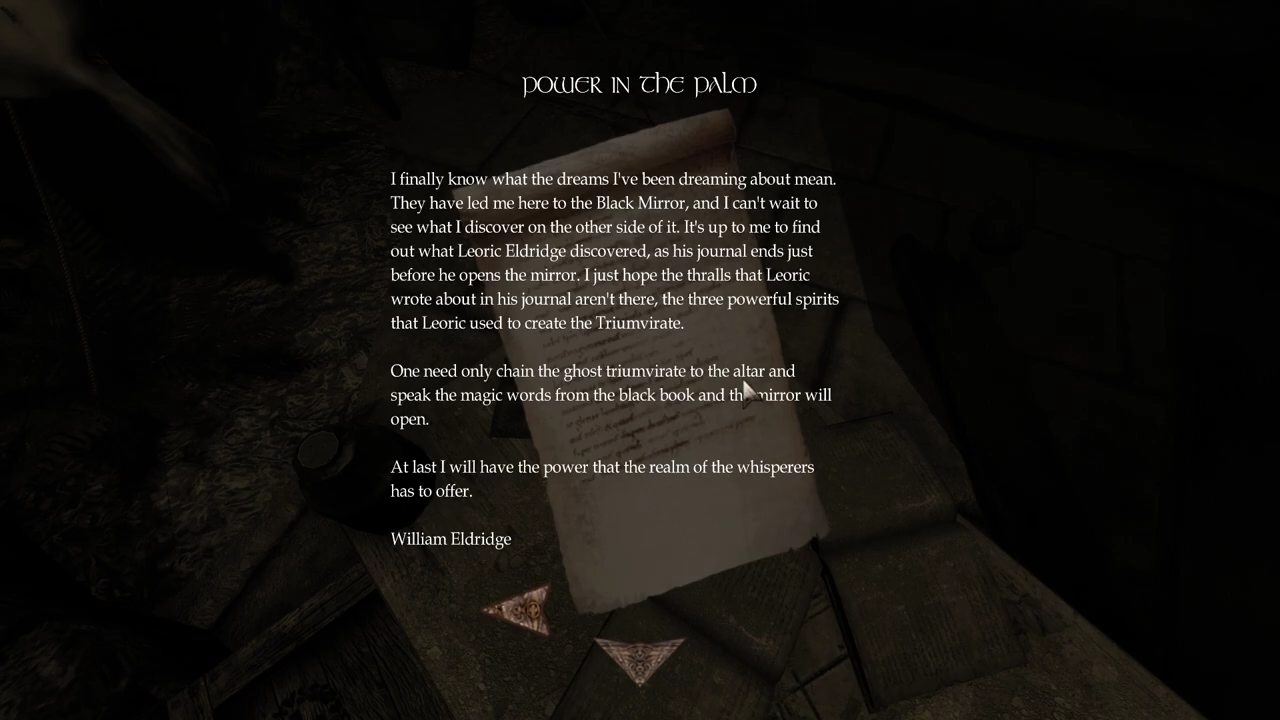 POWER IN THE PALM
I finally know what the dreams I've been dreaming about mean.
They have led me here to the Black Mirror, and I can't wait to
see what I discover on the other side of it. It's up to me to find
out what Leoric Eldridge discovered, as his journal ends just
before he opens the mirror. I just hope the thralls that Leoric
wrote about in his journal aren't there, the three powerful spirits
that Leoric used to create the Triumvirate.
One need only chain the ghost triumvirate to the altar and
speak the magic words from the black book and the mirror will
open.
At last I will have the power that the realm of the whisperers
has to offer.
William Eldridge